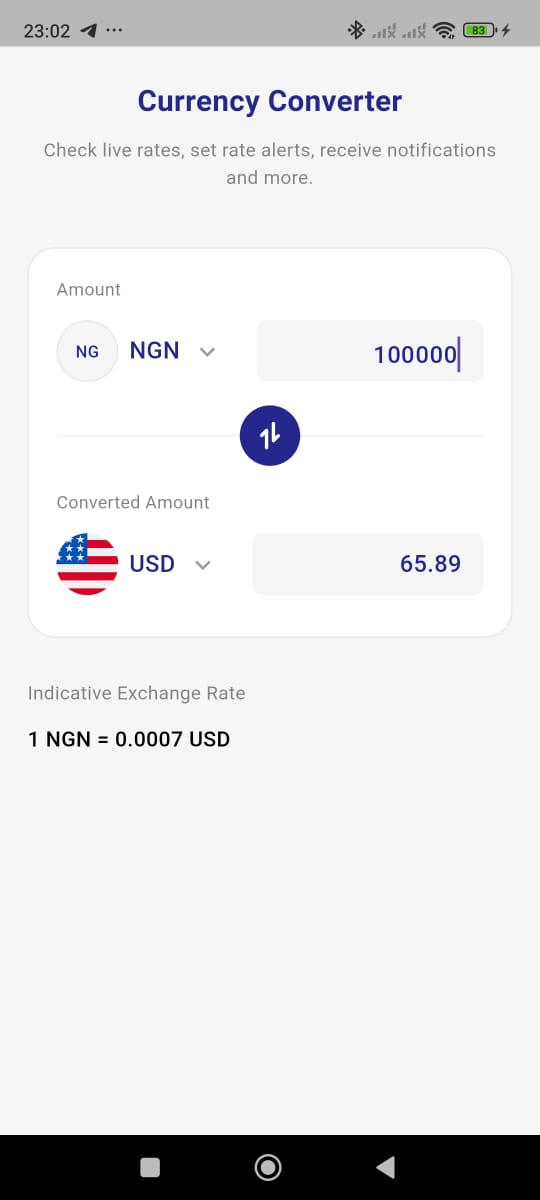 23:02
83
Currency Converter
Check live rates, set rate alerts, receive notifications
and more.
Amount
NG NGN 100000
Converted Amount
USD 65.89
Indicative Exchange Rate
1 NGN = 0.0007 USD